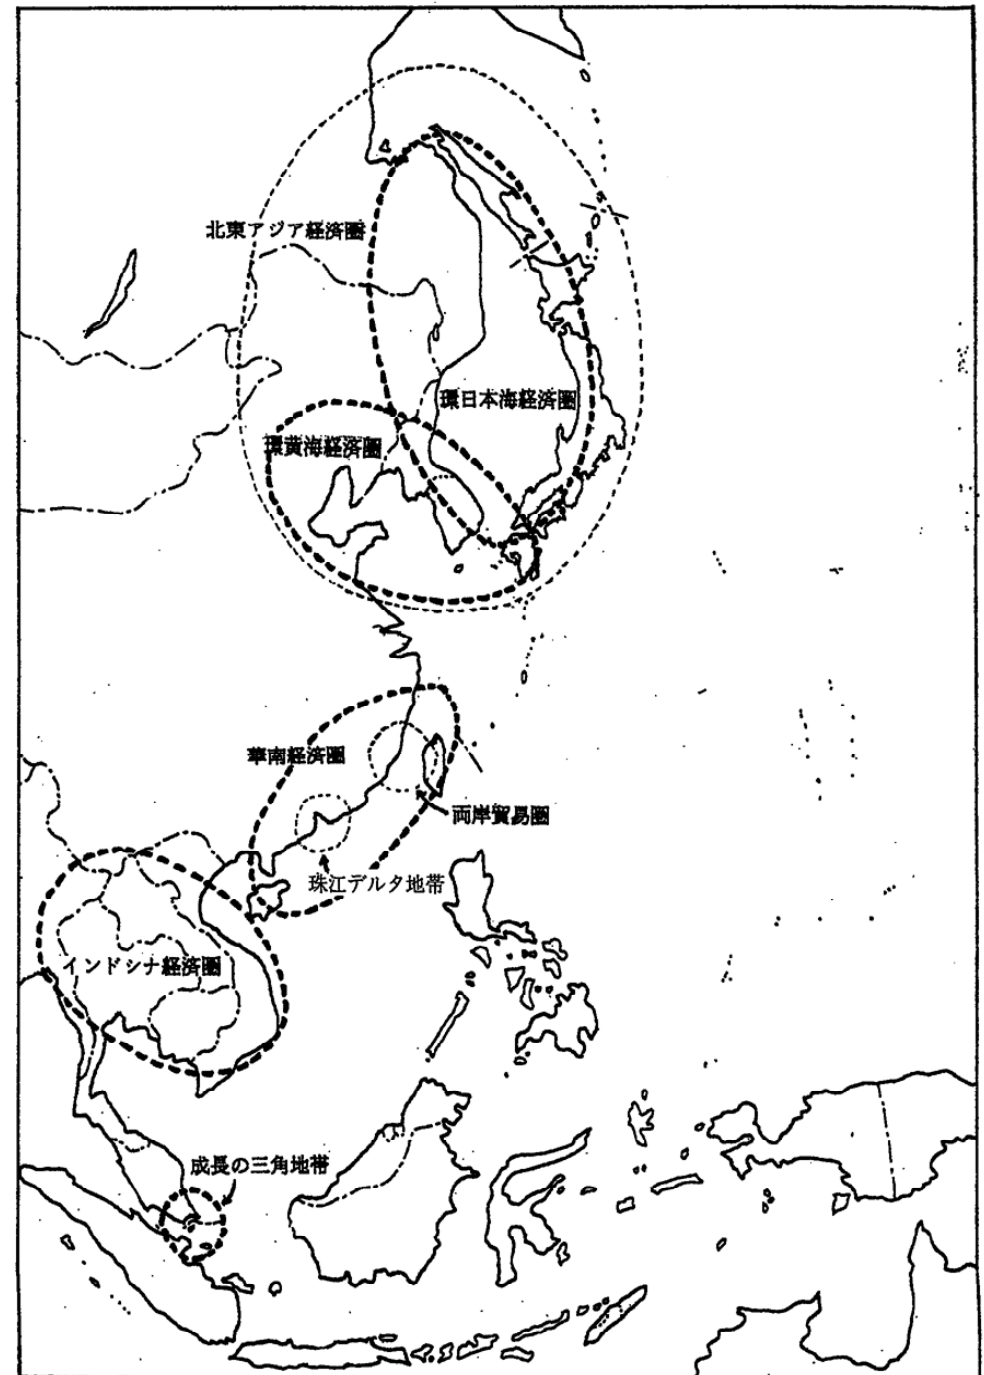 北東アジア経済圏
環日本海経済圏
環黄海経済圏
華南経済圏
両岸貿易圏
珠江デルタ地帯
インドシナ経済圏
成長の三角地帯